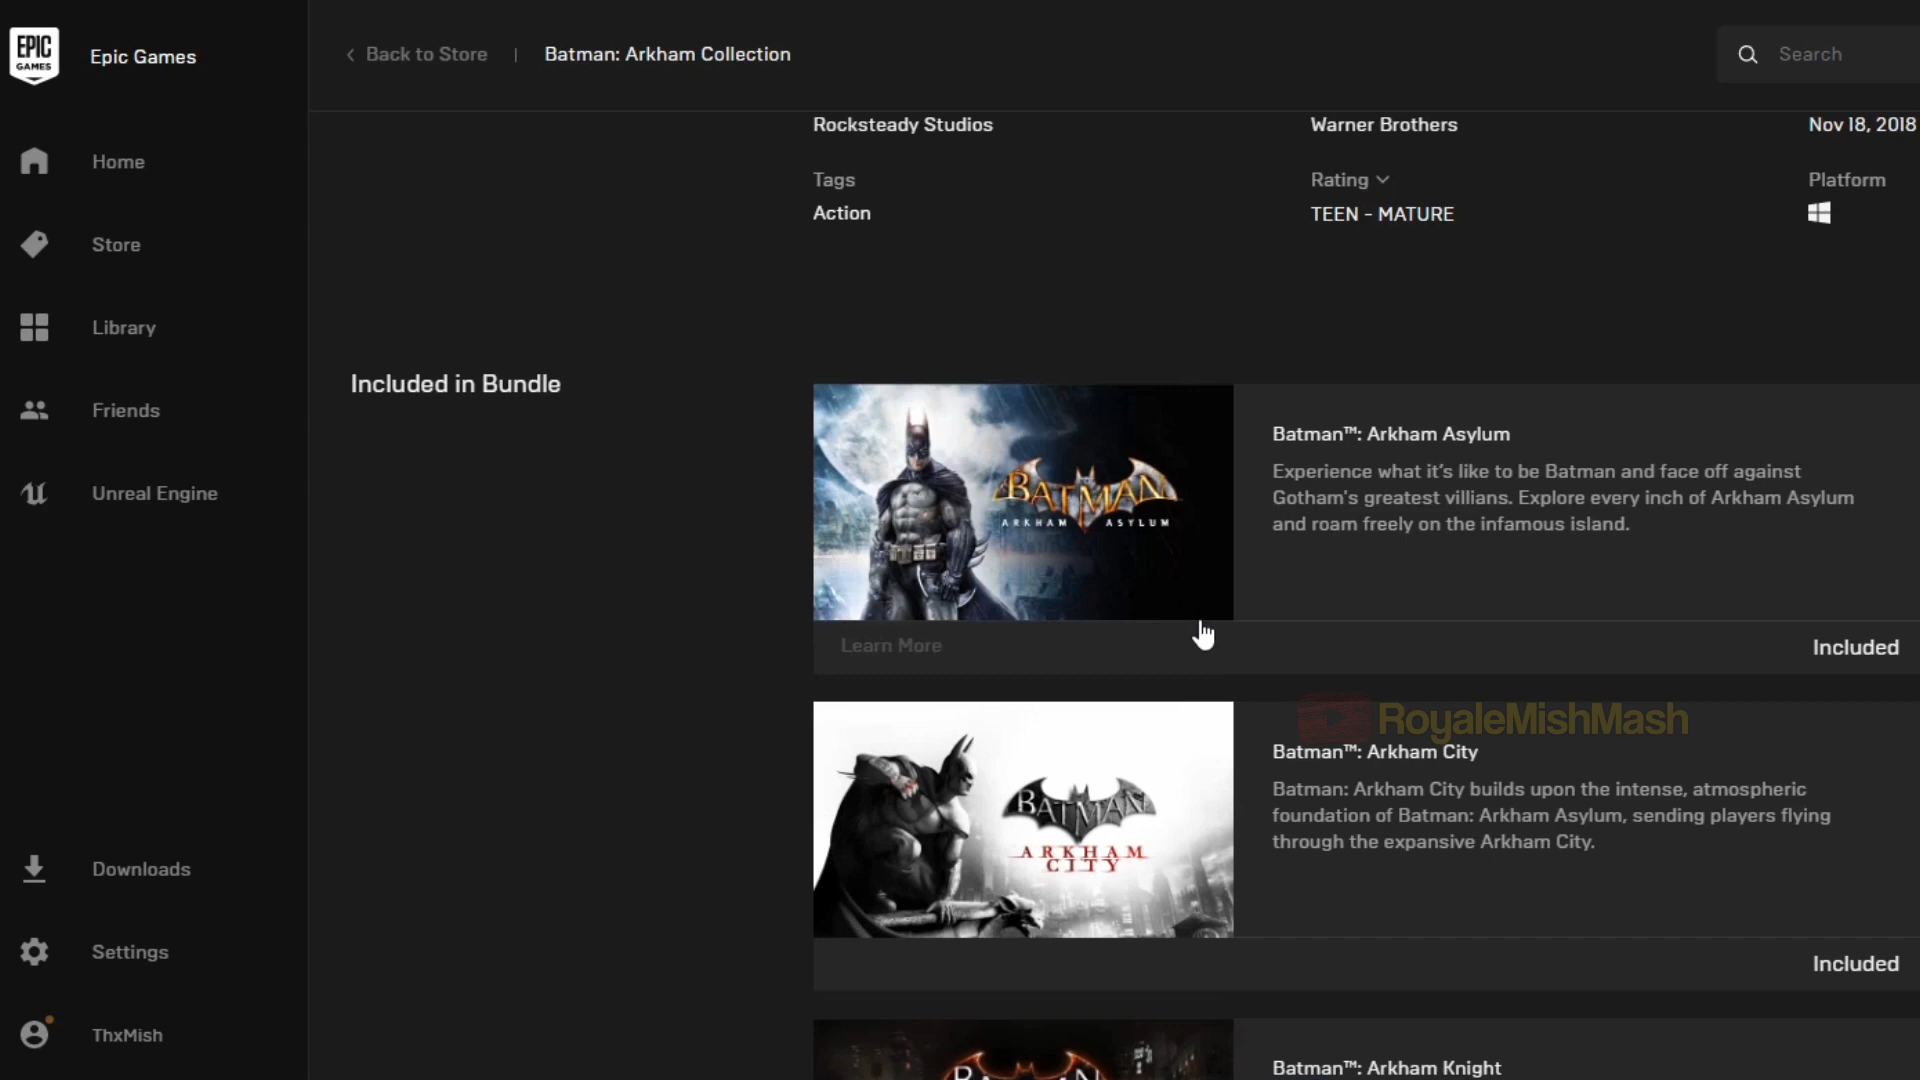 EPIC
GAMES
Epic Games
Back to Store
Batman: Arkham Collection
Search
Rocksteady Studios
Warner Brothers
Nov 18, 2018
Tags
Rating
Platform
Action
TEEN - MATURE
Home
Store
Library
Friends
Unreal Engine
Downloads
Settings
ThxMish
Included in Bundle
BATMAN
ARKHAM ASYLUM
Batman™: Arkham Asylum
Experience what it's like to be Batman and face off against
Gotham's greatest villians. Explore every inch of Arkham Asylum
and roam freely on the infamous island.
Learn More
Included
RoyaleMishMash
BATMAN
ARKHAM
CITY
Batman™: Arkham City
Batman: Arkham City builds upon the intense, atmospheric
foundation of Batman: Arkham Asylum, sending players flying
through the expansive Arkham City.
Included
Batman™: Arkham Knight